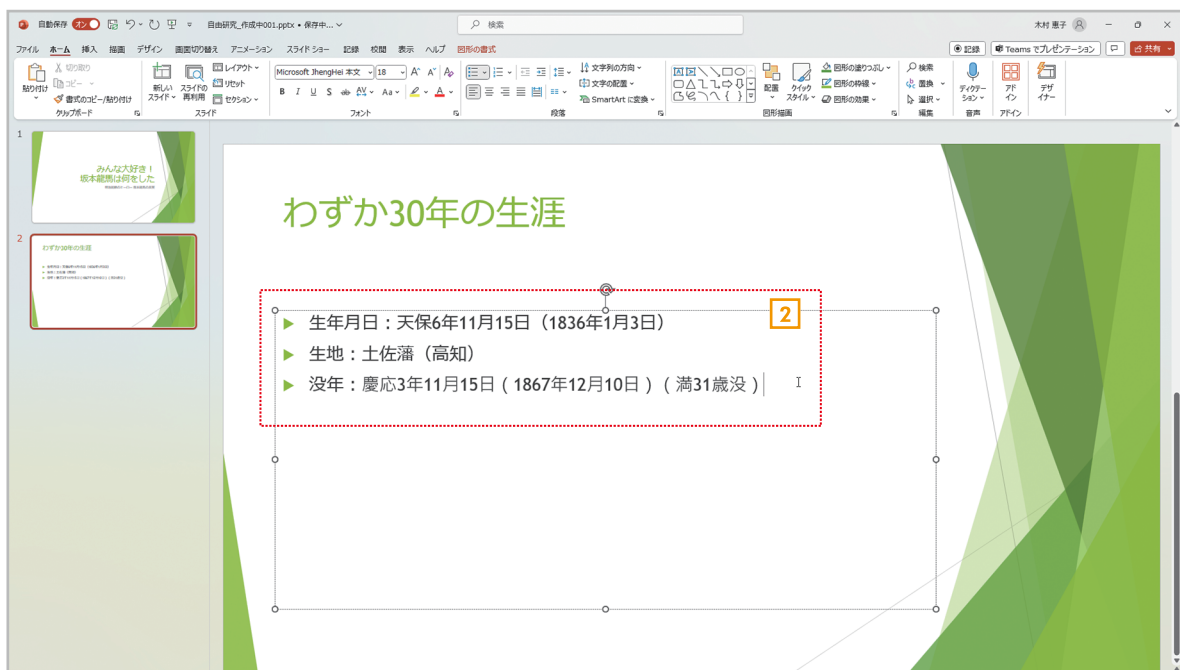 自動保存 オン 自由研究_作成中001.pptx • 保存中... 検索 木村 恵子
ファイル ホーム 挿入 描画 デザイン 画面切り替え アニメーション スライド ショー 記録 校閲 表示 ヘルプ 図形の書式 記録 Teams でプレゼンテーション 共有
貼り付け
切り取り
コピー
書式のコピー/貼り付け
クリップボード
新しい
スライド
スライドの
再利用
レイアウト
リセット
セクション
スライド
Microsoft JhengHei 本文 18
B I U S ab AV Aa A
フォント
文字列の方向
文字の配置
SmartArt に変換
段落
配置
クイック
スタイル
図形の塗りつぶし
図形の枠線
図形の効果
図形描画
検索
置換
選択
編集
ディクテー
ション
音声
アド
イン
アドイン
デザ
イナー
1
みんな大好き!
坂本龍馬は何をした
2
わずか30年の生涯
わずか30年の生涯
2
生年月日:天保6年11月15日(1836年1月3日)
生地:土佐藩(高知)
没年:慶応3年11月15日(1867年12月10日)(満31歳没)